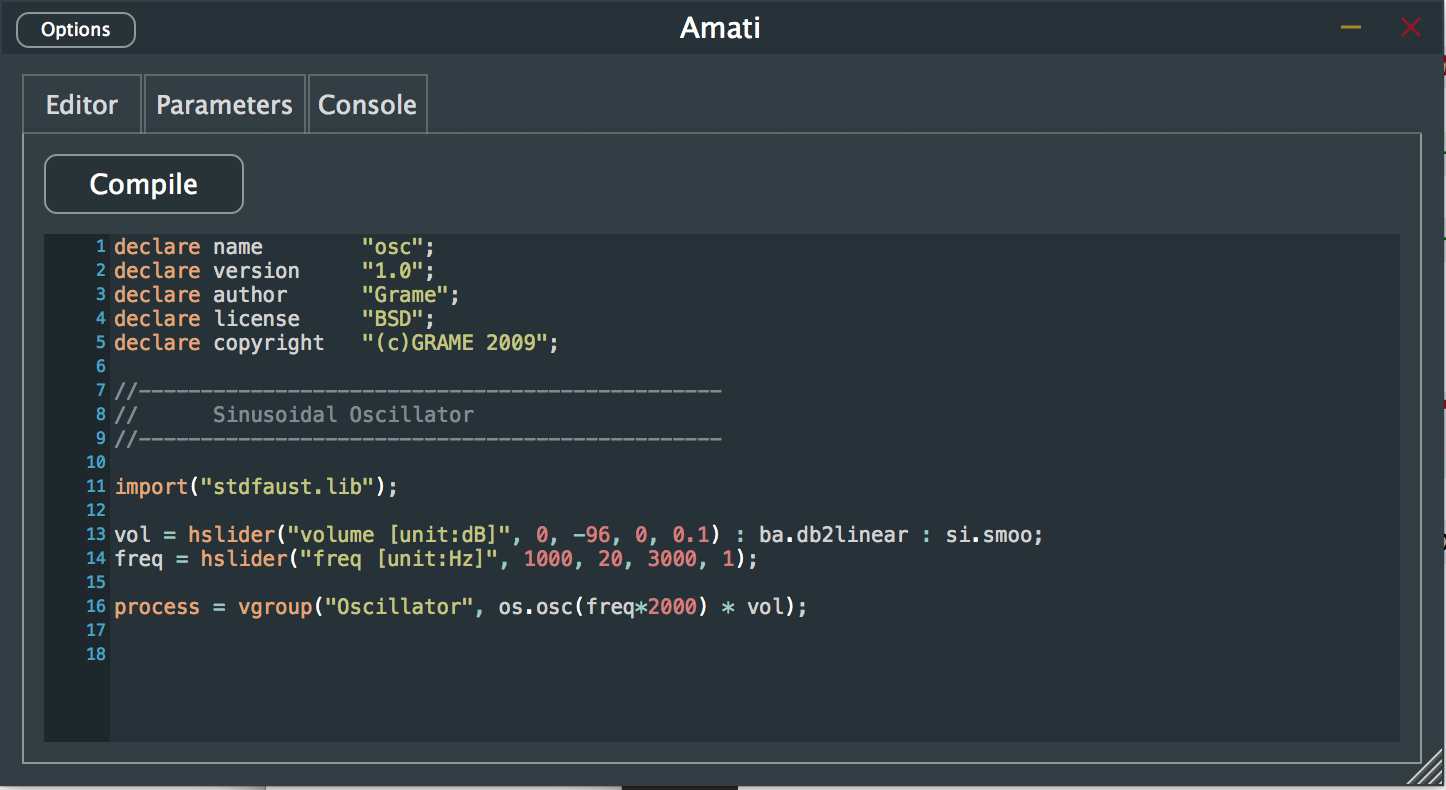 Options
Amati
Editor Parameters Console
Compile
1 declare name        "osc";
2 declare version     "1.0";
3 declare author      "Grame";
4 declare license     "BSD";
5 declare copyright   "(c)GRAME 2009";
6
7 //-----------------------------------------------
8 //      Sinusoidal Oscillator
9 //-----------------------------------------------
10
11 import("stdfaust.lib");
12
13 vol = hslider("volume [unit:dB]", 0, -96, 0, 0.1) : ba.db2linear : si.smoo;
14 freq = hslider("freq [unit:Hz]", 1000, 20, 3000, 1);
15
16 process = vgroup("Oscillator", os.osc(freq*2000) * vol);
17
18